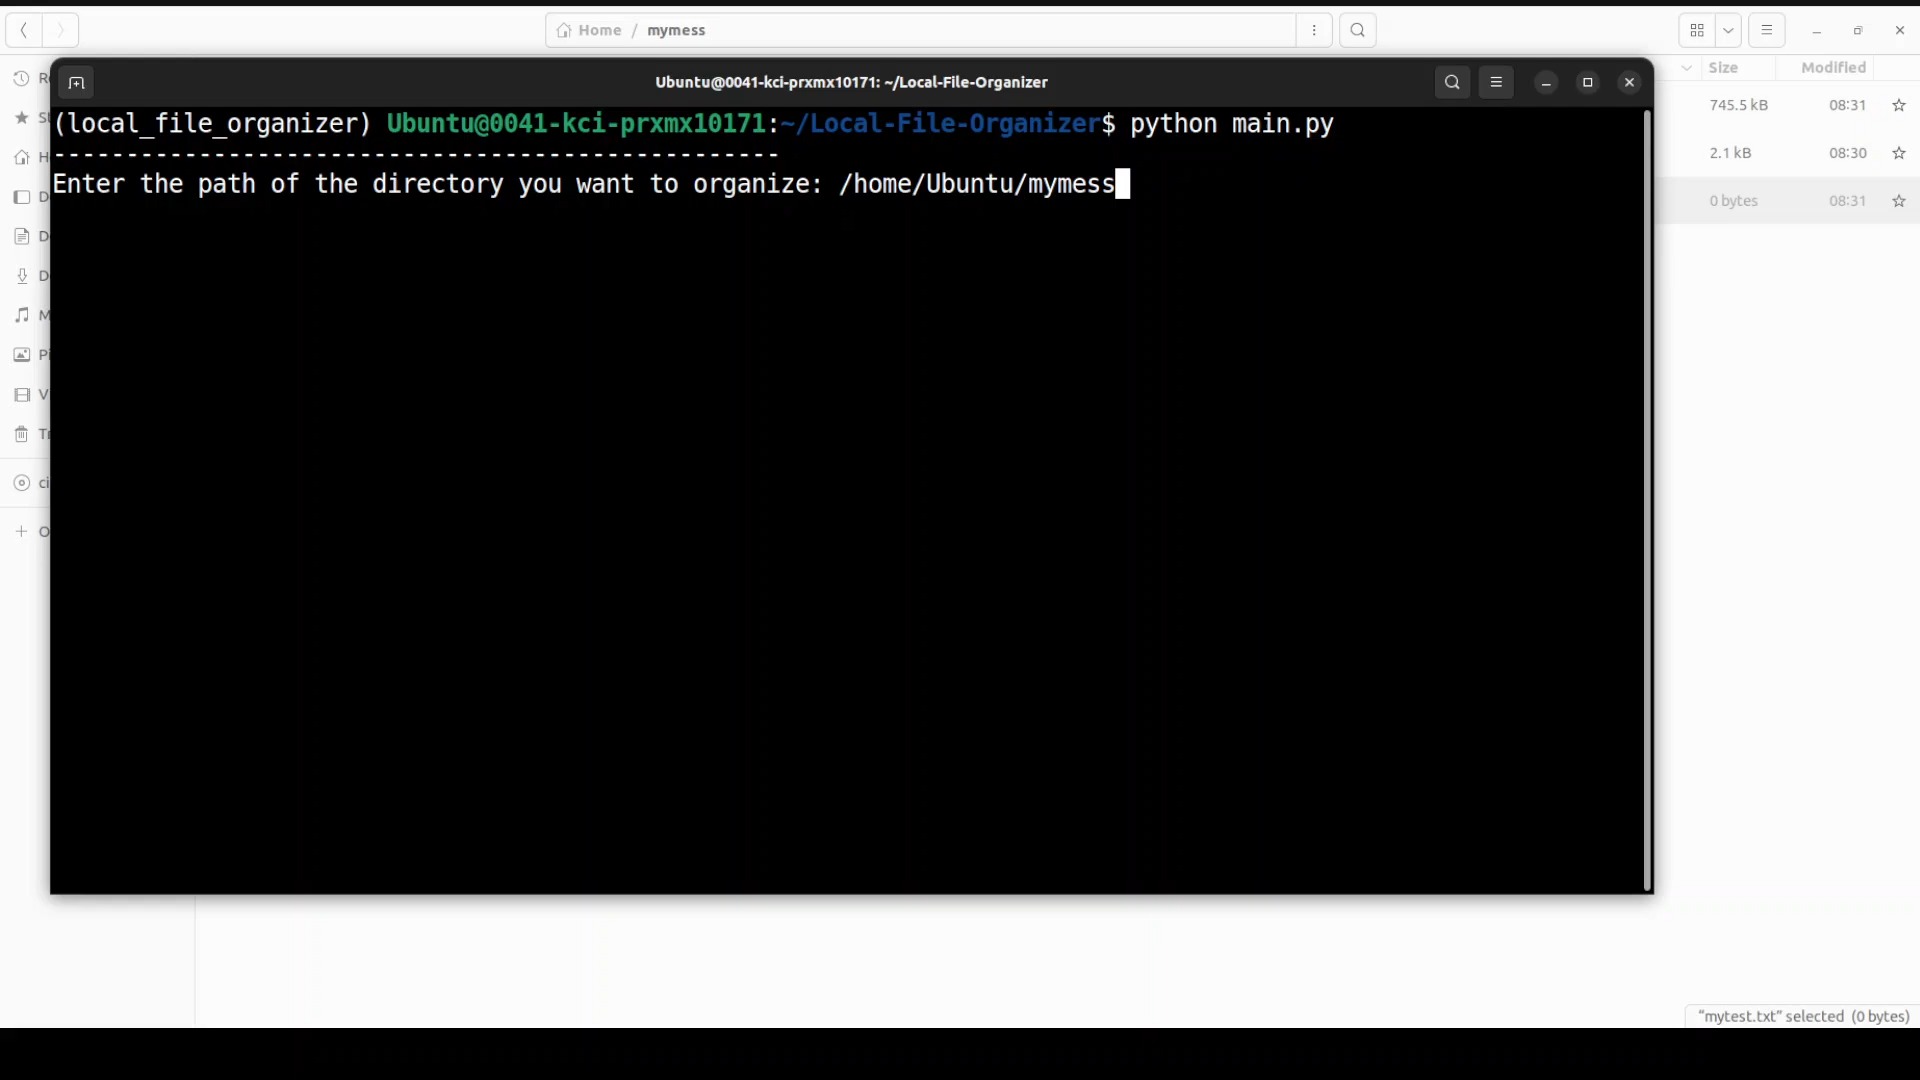 Home / mymess
Size Modified
Ubuntu@0041-kci-prxmx10171: ~/Local-File-Organizer
745.5 kB 08:31
(local_file_organizer) Ubuntu@0041-kci-prxmx10171:~/Local-File-Organizer$ python main.py
--------------------------------------------------
2.1 kB 08:30
Enter the path of the directory you want to organize: /home/Ubuntu/mymess
0 bytes 08:31
"mytest.txt" selected (0 bytes)